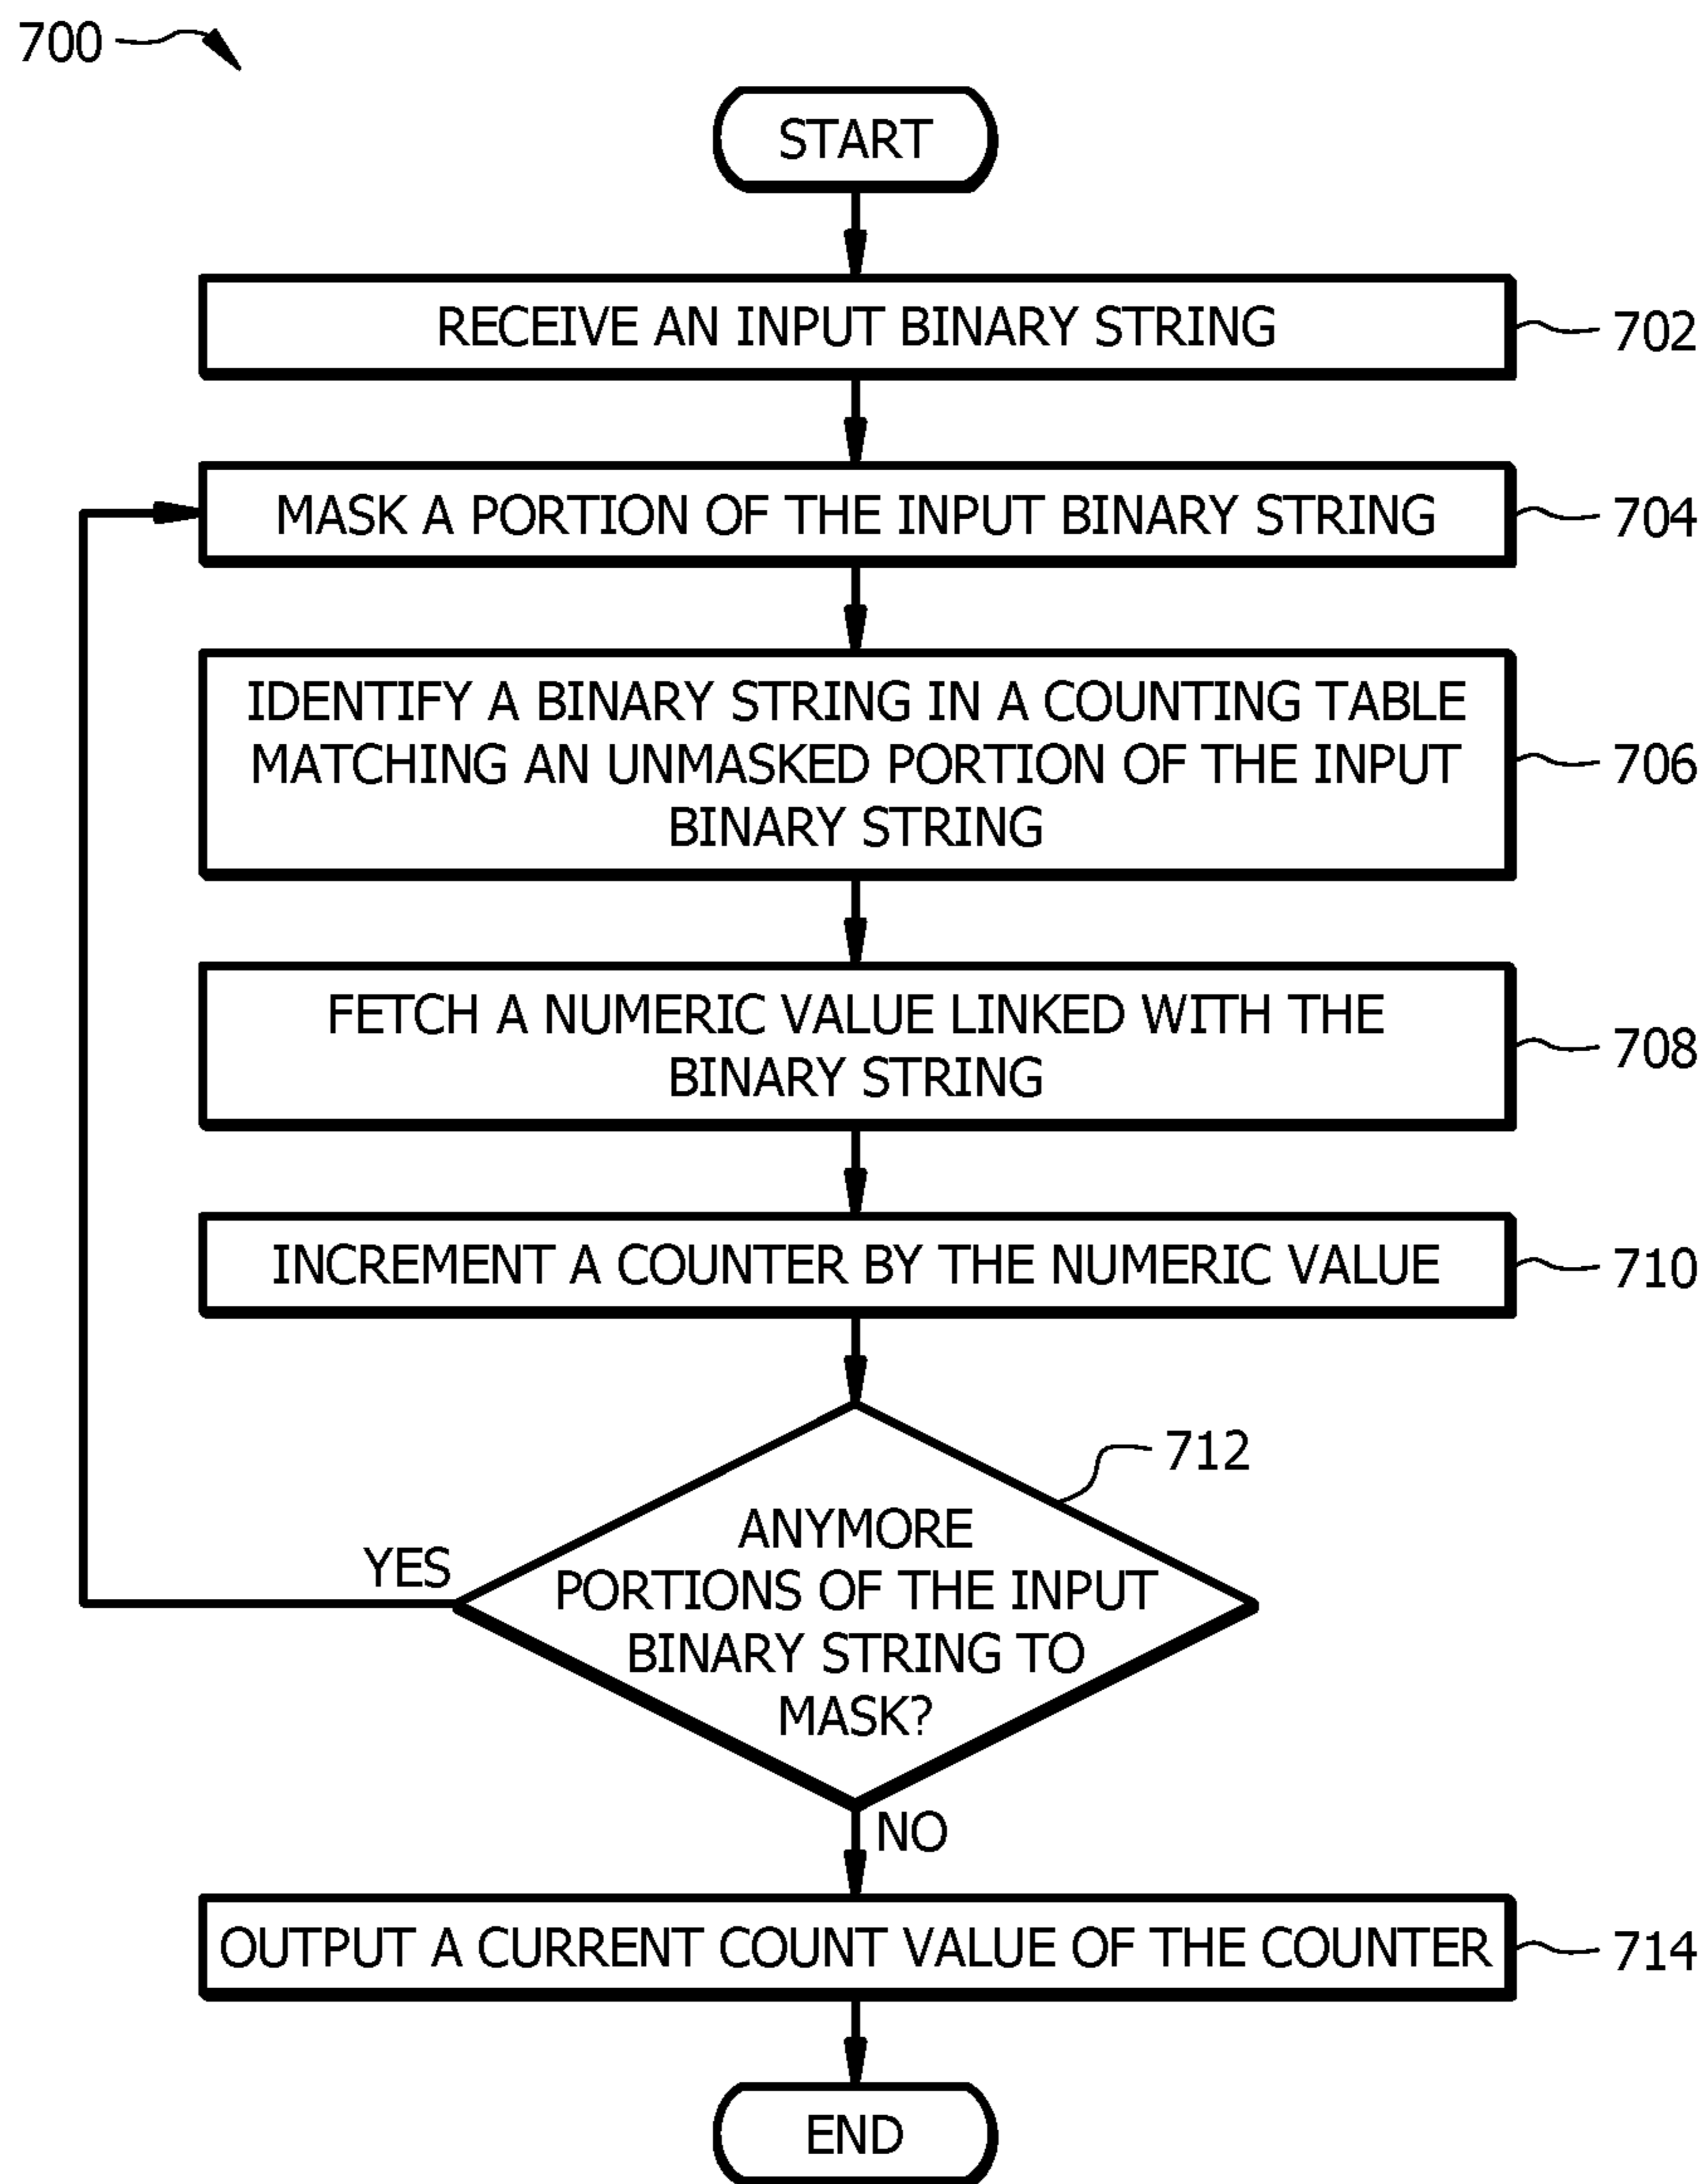 700
START
RECEIVE AN INPUT BINARY STRING
702
MASK A PORTION OF THE INPUT BINARY STRING
704
IDENTIFY A BINARY STRING IN A COUNTING TABLE
MATCHING AN UNMASKED PORTION OF THE INPUT
BINARY STRING
706
FETCH A NUMERIC VALUE LINKED WITH THE
BINARY STRING
708
INCREMENT A COUNTER BY THE NUMERIC VALUE
710
712
ANYMORE
PORTIONS OF THE INPUT
BINARY STRING TO
MASK?
YES
NO
OUTPUT A CURRENT COUNT VALUE OF THE COUNTER
714
END